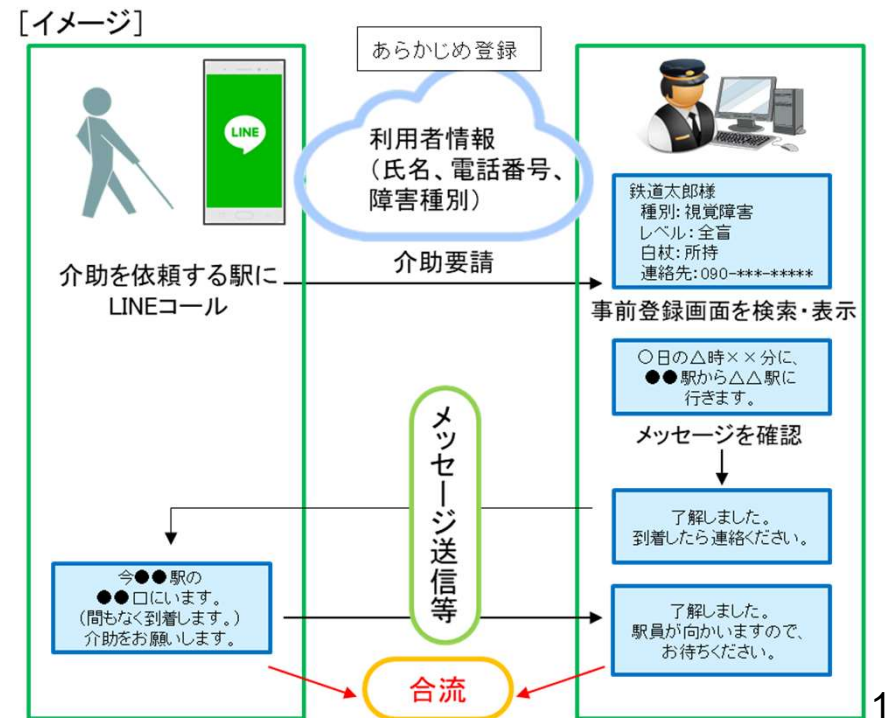 ［イメージ］
あらかじめ登録
LINE
利用者情報
（氏名、電話番号、
障害種別）
鉄道太郎様
種別：視覚障害
レベル：全盲
白杖：所持
連絡先：090-***-*****
介助を依頼する駅に
LINEコール
介助要請
事前登録画面を検索・表示
〇日の△時××分に、
●●駅から△△駅に
行きます。
メッセージを確認
メッセージ送信等
了解しました。
到着したら連絡ください。
今●●駅の
●●口にいます。
（間もなく到着します。）
介助をお願いします。
了解しました。
駅員が向かいますので、
お待ちください。
合流
1